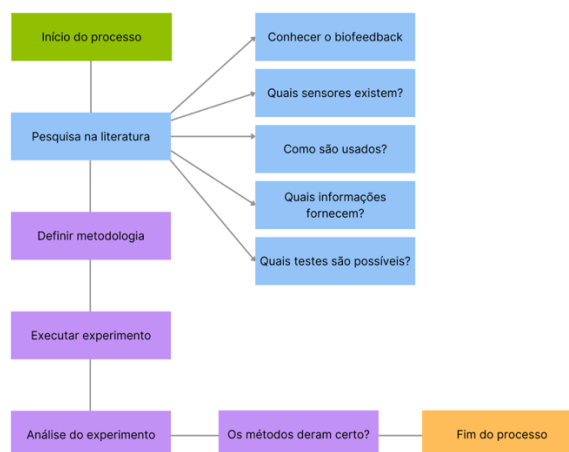 Início do processo
Conhecer o biofeedback
Quais sensores existem?
Pesquisa na literatura
Como são usados?
Quais informações
fornecem?
Definir metodologia
Quais testes são possíveis?
Executar experimento
Análise do experimento
Os métodos deram certo?
Fim do processo